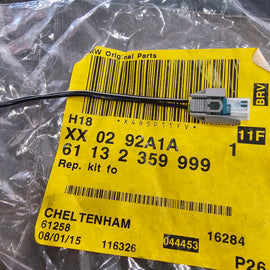 W Original Parts
BRV
H18
*X4R5P11FV*
XX 02 92A1A
1
11F
61 13 2 359 999
Rep. kit fo
CHELTENHAM
61258
044453
16284
08/01/15
116326
P26